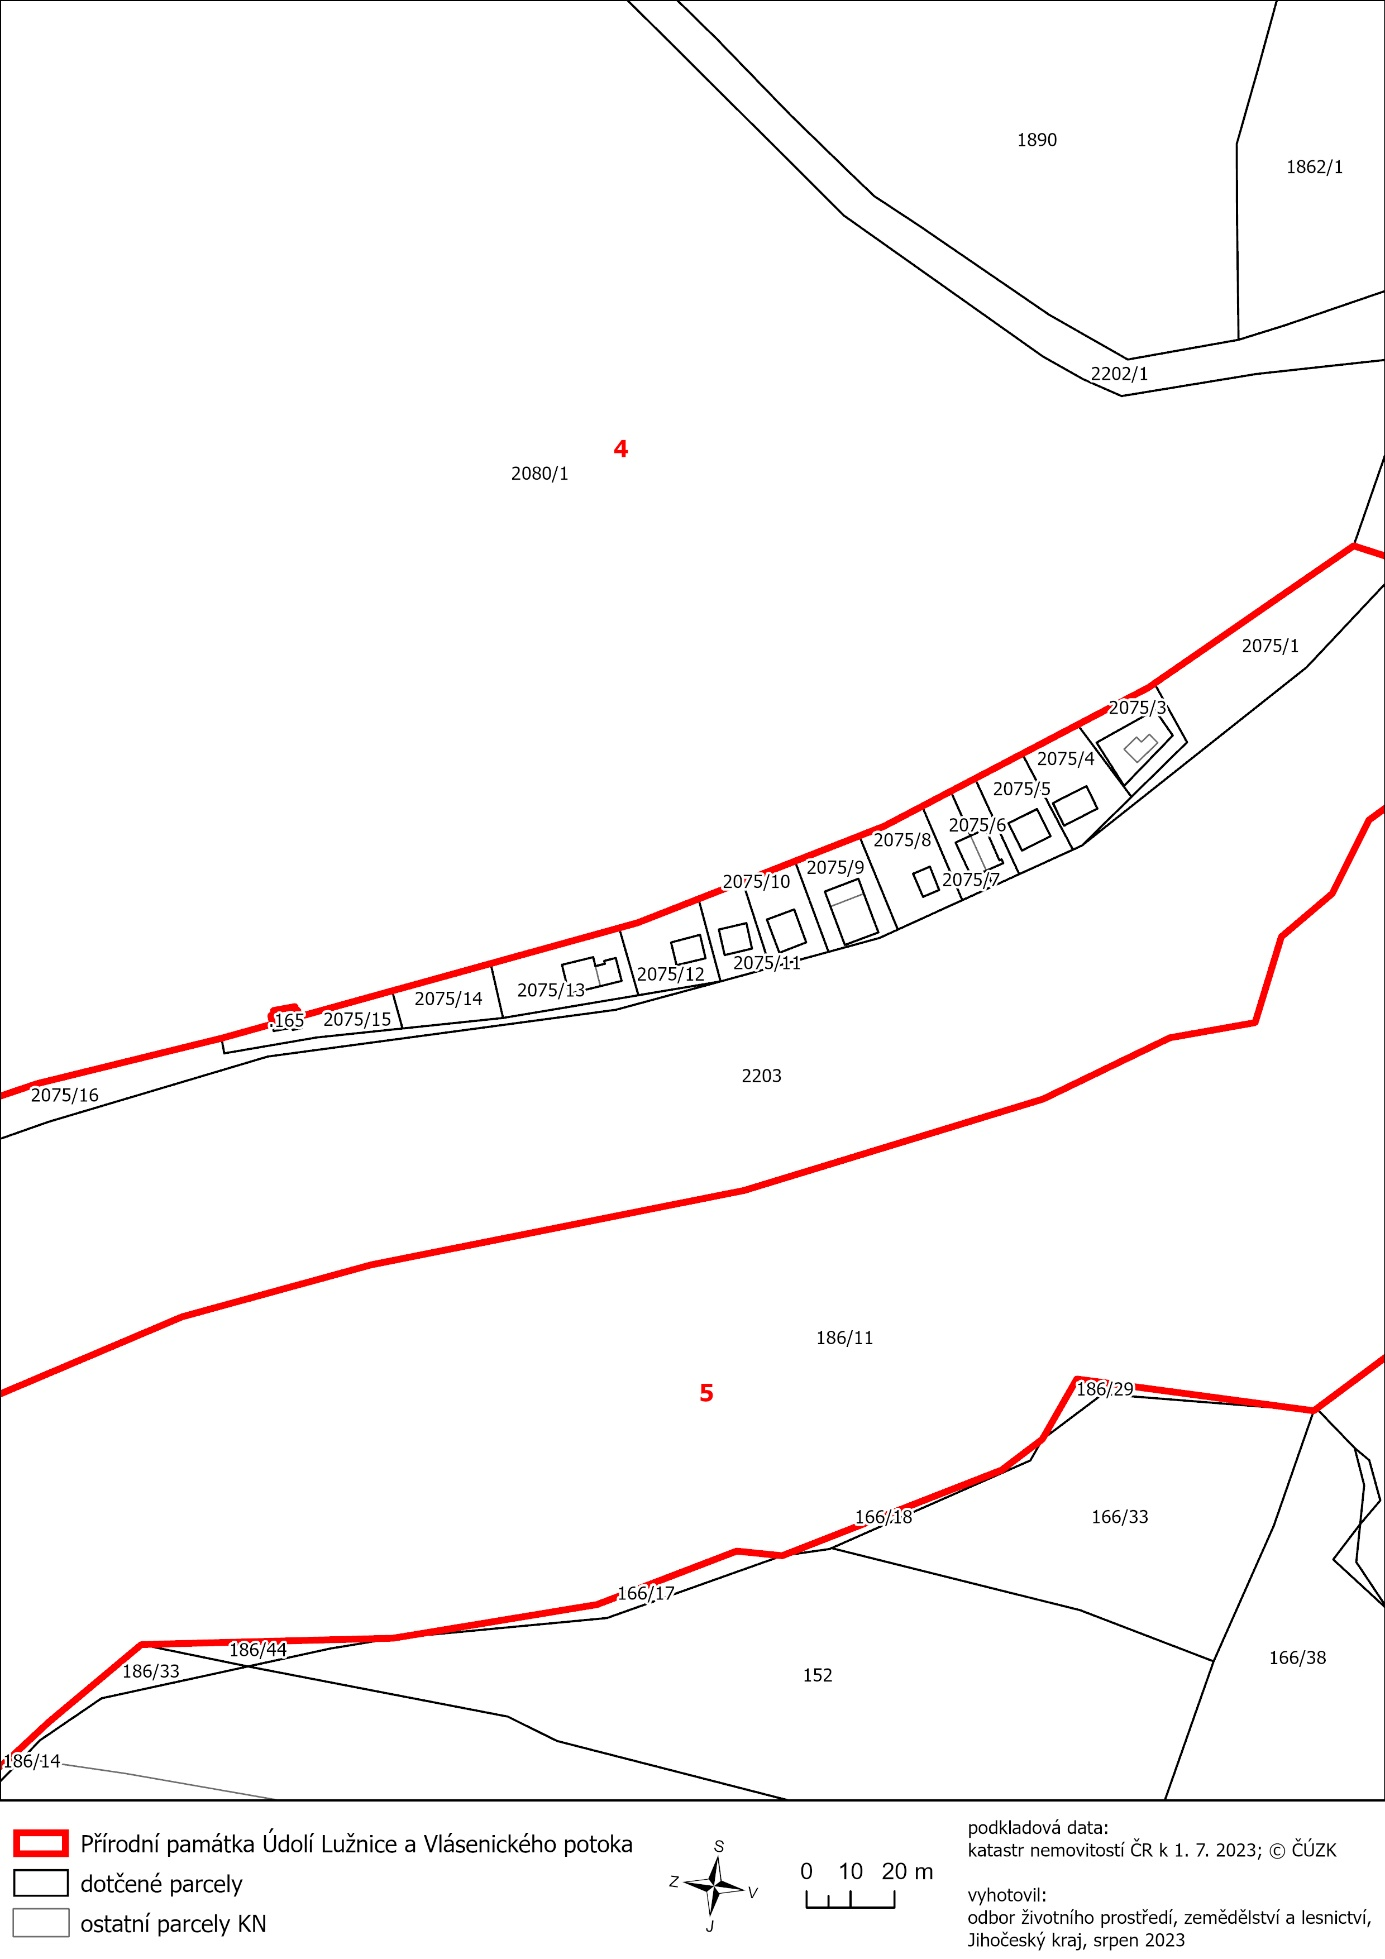 1890
1862/1
2202/1
4
2080/1
2075/1
2075/3
2075/4
2075/5
2075/6
2075/8
2075/9
2075/7
2075/10
2075/11
2075/12
2075/13
2075/14
2075/15
.165
2203
2075/16
186/11
186/29
5
166/18
166/33
166/17
186/44
186/33
152
166/38
186/14
Přírodní památka Údolí Lužnice a Vlásenického potoka
dotčené parcely
ostatní parcely KN
S
Z
V
J
0 10 20 m
podkladová data:
katastr nemovitostí ČR k 1. 7. 2023; © ČÚZK
vyhotovil:
odbor životního prostředí, zemědělství a lesnictví,
Jihočeský kraj, srpen 2023